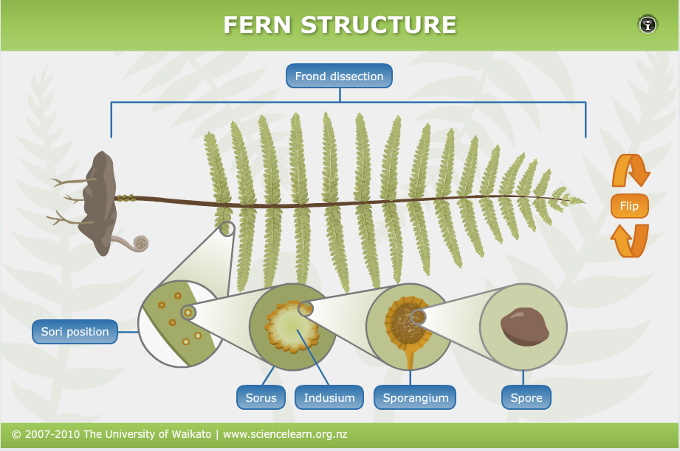 FERN STRUCTURE
Frond dissection
Flip
Sori position
Sorus
Indusium
Sporangium
Spore
© 2007-2010 The University of Waikato | www.sciencelearn.org.nz